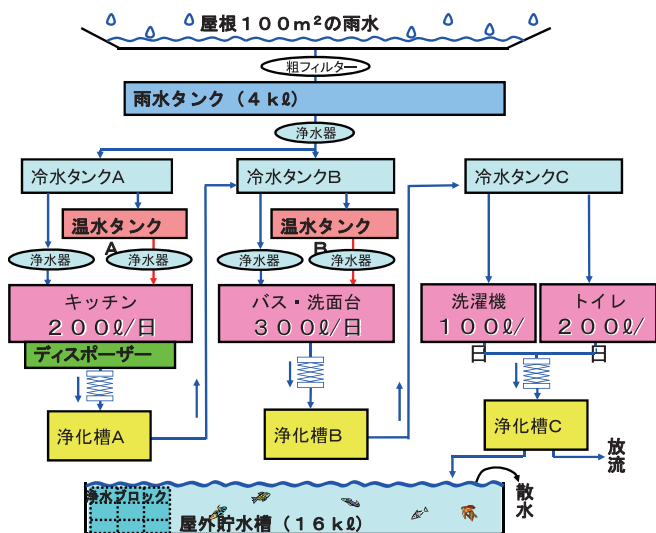 屋根１００ｍ²の雨水
粗フィルター
雨水タンク（４ｋℓ）
浄水器
冷水タンクA
冷水タンクB
冷水タンクC
温水タンク
A
温水タンク
B
浄水器
浄水器
浄水器
浄水器
キッチン
２００ℓ/日
バス・洗面台
３００ℓ/日
洗濯機
１００ℓ/
日
トイレ
２００ℓ/
日
ディスポーザー
浄化槽A
浄化槽B
浄化槽C
放流
散水
浄水ブロック
屋外貯水槽（１６ｋℓ）